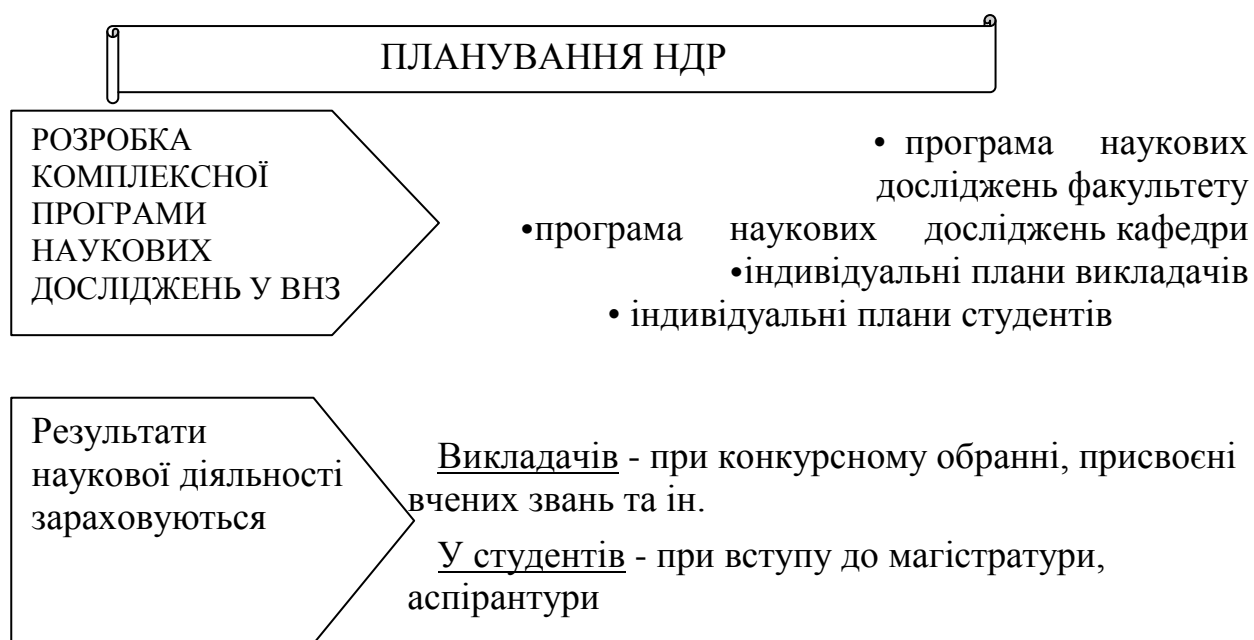 ПЛАНУВАННЯ НДР
РОЗРОБКА
КОМПЛЕКСНОЇ
ПРОГРАМИ
НАУКОВИХ
ДОСЛІДЖЕНЬ У ВНЗ
• програма наукових
досліджень факультету
•програма наукових досліджень кафедри
•індивідуальні плани викладачів
• індивідуальні плани студентів
Результати
наукової діяльності
зараховуються
Викладачів - при конкурсному обранні, присвоєні
вчених звань та ін.
У студентів - при вступу до магістратури,
аспірантури